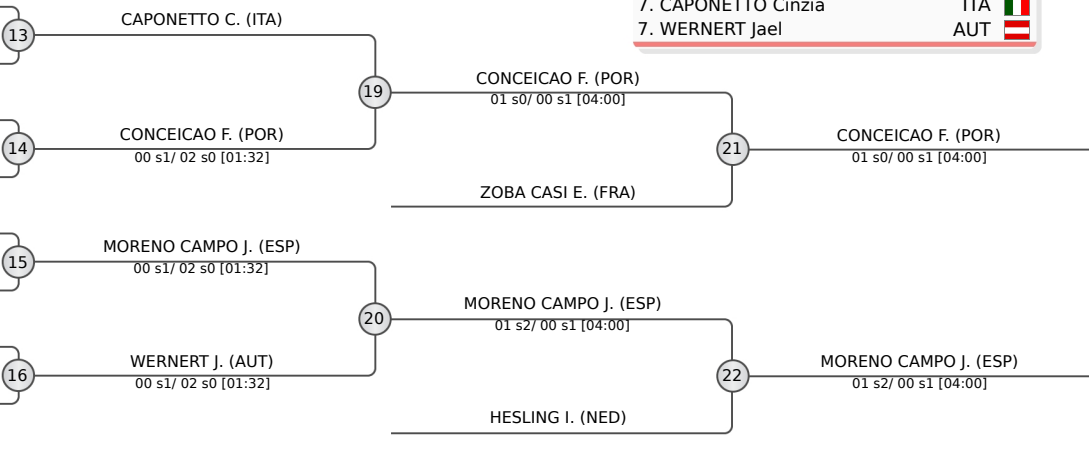 7. CAPONETTO Cinzia ITA
7. WERNERT Jael AUT
13
CAPONETTO C. (ITA)
19
CONCEICAO F. (POR)
01 s0/ 00 s1 [04:00]
14
CONCEICAO F. (POR)
00 s1/ 02 s0 [01:32]
21
CONCEICAO F. (POR)
01 s0/ 00 s1 [04:00]
ZOBA CASI E. (FRA)
15
MORENO CAMPO J. (ESP)
00 s1/ 02 s0 [01:32]
20
MORENO CAMPO J. (ESP)
01 s2/ 00 s1 [04:00]
16
WERNERT J. (AUT)
00 s1/ 02 s0 [01:32]
22
MORENO CAMPO J. (ESP)
01 s2/ 00 s1 [04:00]
HESLING I. (NED)